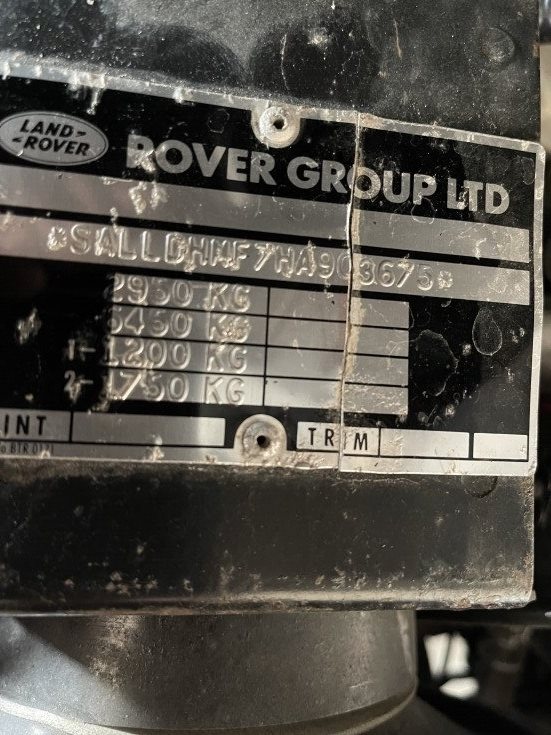 LAND-
-ROVER
ROVER GROUP LTD
*SALLDHMF7HA903675*
2950 KG
5450 KG
1-1200 KG
2-1750 KG
INT
TRIM